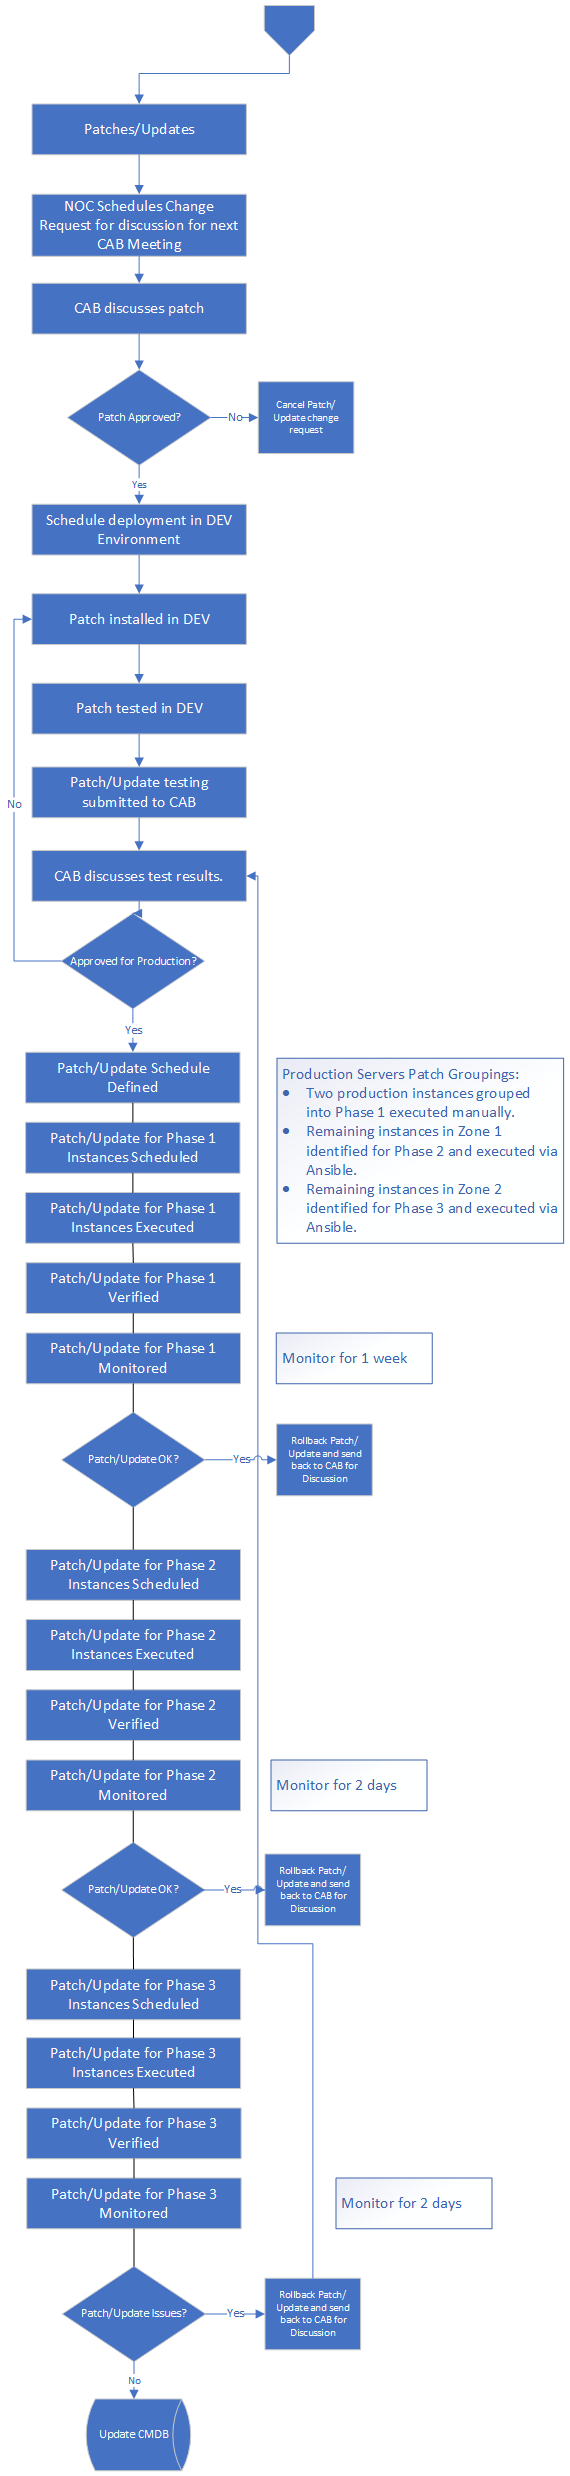 Patches/Updates
NOC Schedules Change
Request for discussion for next
CAB Meeting
CAB discusses patch
Patch Approved?
No
Cancel Patch/
Update change
request
Yes
Schedule deployment in DEV
Environment
Patch installed in DEV
Patch tested in DEV
Patch/Update testing
submitted to CAB
No
CAB discusses test results.
Approved for Production?
Yes
Patch/Update Schedule
Defined
Production Servers Patch Groupings:
● Two production instances grouped
into Phase 1 executed manually.
● Remaining instances in Zone 1
identified for Phase 2 and executed via
Ansible.
● Remaining instances in Zone 2
identified for Phase 3 and executed via
Ansible.
Patch/Update for Phase 1
Instances Scheduled
Patch/Update for Phase 1
Instances Executed
Patch/Update for Phase 1
Verified
Patch/Update for Phase 1
Monitored
Monitor for 1 week
Patch/Update OK?
Yes
Rollback Patch/
Update and send
back to CAB for
Discussion
Patch/Update for Phase 2
Instances Scheduled
Patch/Update for Phase 2
Instances Executed
Patch/Update for Phase 2
Verified
Patch/Update for Phase 2
Monitored
Monitor for 2 days
Patch/Update OK?
Yes
Rollback Patch/
Update and send
back to CAB for
Discussion
Patch/Update for Phase 3
Instances Scheduled
Patch/Update for Phase 3
Instances Executed
Patch/Update for Phase 3
Verified
Patch/Update for Phase 3
Monitored
Monitor for 2 days
Patch/Update Issues?
Yes
Rollback Patch/
Update and send
back to CAB for
Discussion
No
Update CMDB